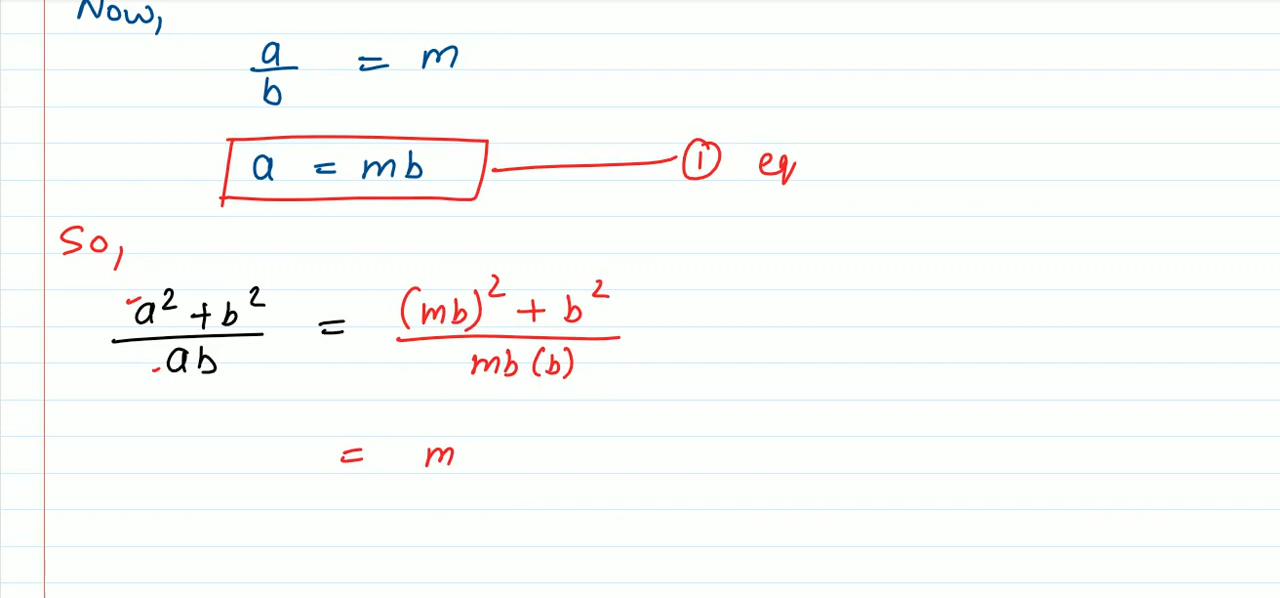 Now,
a/b = m
a = mb ① eq
So,
(a² + b²)/(ab) = ((mb)² + b²)/(mb(b))
= m